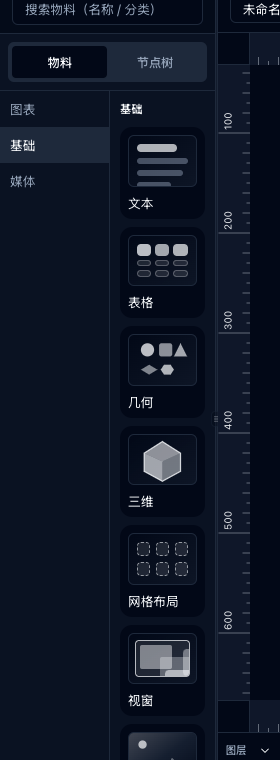 搜索物料（名称 / 分类）
未命名
物料
节点树
图表
基础
媒体
基础
文本
表格
几何
三维
网格布局
视窗
100
200
300
400
500
600
图层